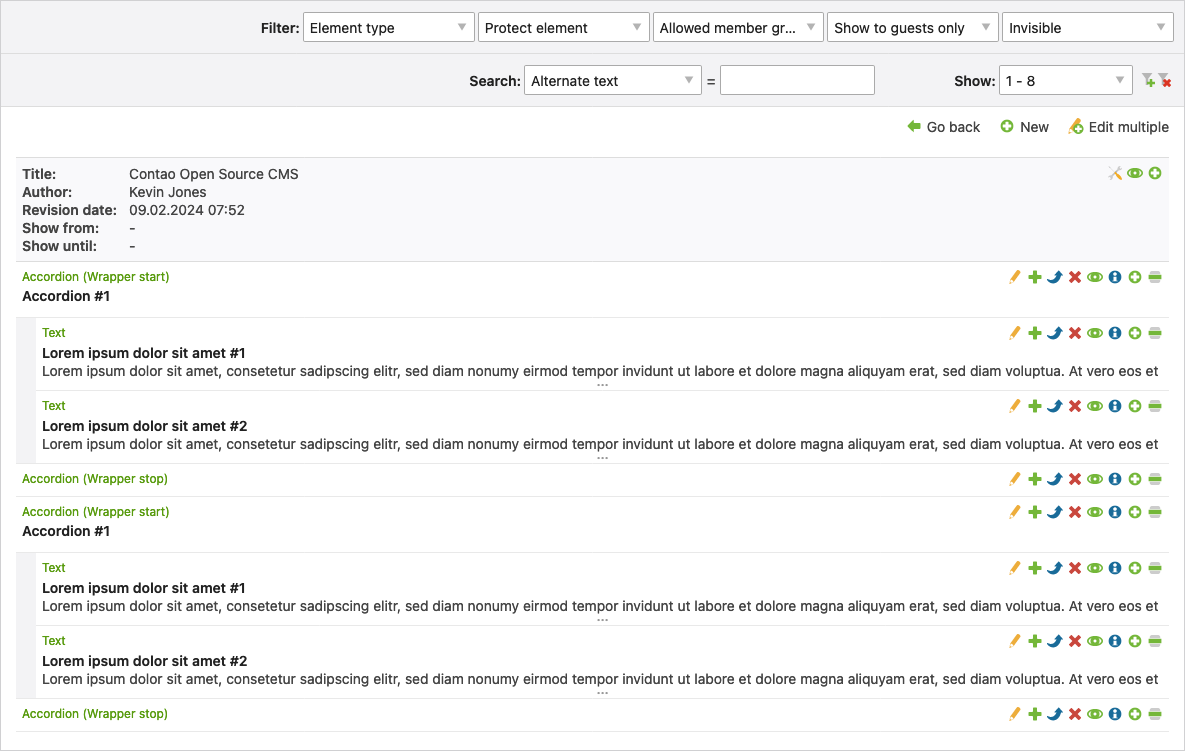 Filter: Element type Protect element Allowed member gr... Show to guests only Invisible
Search: Alternate text = Show: 1 - 8
Go back New Edit multiple
Title: Contao Open Source CMS
Author: Kevin Jones
Revision date: 09.02.2024 07:52
Show from: -
Show until: -
Accordion (Wrapper start)
Accordion #1
Text
Lorem ipsum dolor sit amet #1
Lorem ipsum dolor sit amet, consetetur sadipscing elitr, sed diam nonumy eirmod tempor invidunt ut labore et dolore magna aliquyam erat, sed diam voluptua. At vero eos et
...
Text
Lorem ipsum dolor sit amet #2
Lorem ipsum dolor sit amet, consetetur sadipscing elitr, sed diam nonumy eirmod tempor invidunt ut labore et dolore magna aliquyam erat, sed diam voluptua. At vero eos et
...
Accordion (Wrapper stop)
Accordion (Wrapper start)
Accordion #1
Text
Lorem ipsum dolor sit amet #1
Lorem ipsum dolor sit amet, consetetur sadipscing elitr, sed diam nonumy eirmod tempor invidunt ut labore et dolore magna aliquyam erat, sed diam voluptua. At vero eos et
...
Text
Lorem ipsum dolor sit amet #2
Lorem ipsum dolor sit amet, consetetur sadipscing elitr, sed diam nonumy eirmod tempor invidunt ut labore et dolore magna aliquyam erat, sed diam voluptua. At vero eos et
...
Accordion (Wrapper stop)